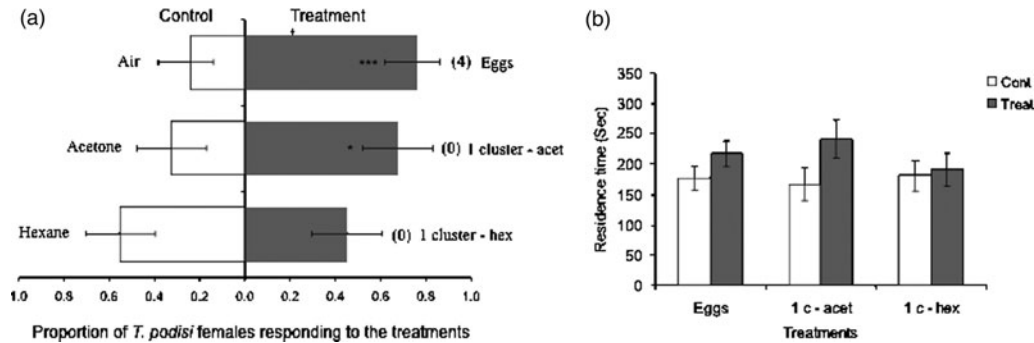 (a)
Control Treatment
Air *** (4) Eggs
Acetone * (0) 1 cluster - acet
Hexane (0) 1 cluster - hex
1.0 0.8 0.6 0.4 0.2 0.0 0.2 0.4 0.6 0.8 1.0
Proportion of T. podisi females responding to the treatments
(b)
Cont
Treat
Residence time (Sec)
350
300
250
200
150
100
50
0
Eggs 1 c - acet 1 c - hex
Treatments